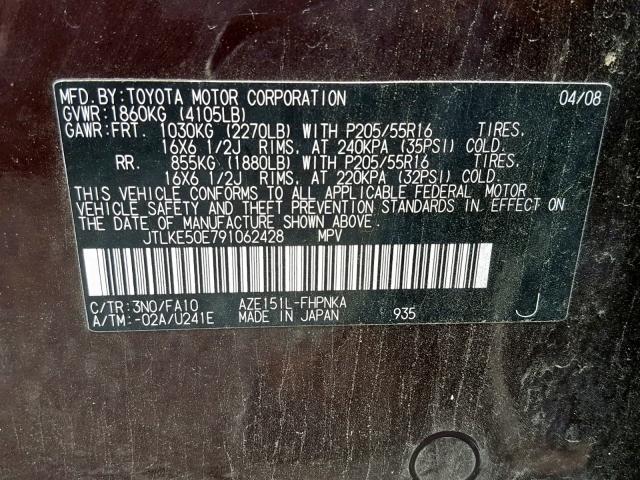 MFD.BY:TOYOTA MOTOR CORPORATION 04/08
GVWR:1860KG (4105LB)
GAWR:FRT. 1030KG (2270LB) WITH P205/55R16 TIRES,
16X6 1/2J RIMS, AT 240KPA (35PSI) COLD.
RR. 855KG (1880LB) WITH P205/55R16 TIRES,
16X6 1/2J RIMS, AT 220KPA (32PSI) COLD.
THIS VEHICLE CONFORMS TO ALL APPLICABLE FEDERAL MOTOR
VEHICLE SAFETY AND THEFT PREVENTION STANDARDS IN EFFECT ON
THE DATE OF MANUFACTURE SHOWN ABOVE.
JTLKE50E791062428 MPV
C/TR:3N0/FA10 AZE151L-FHPNKA
A/TM:-02A/U241E MADE IN JAPAN 935 J